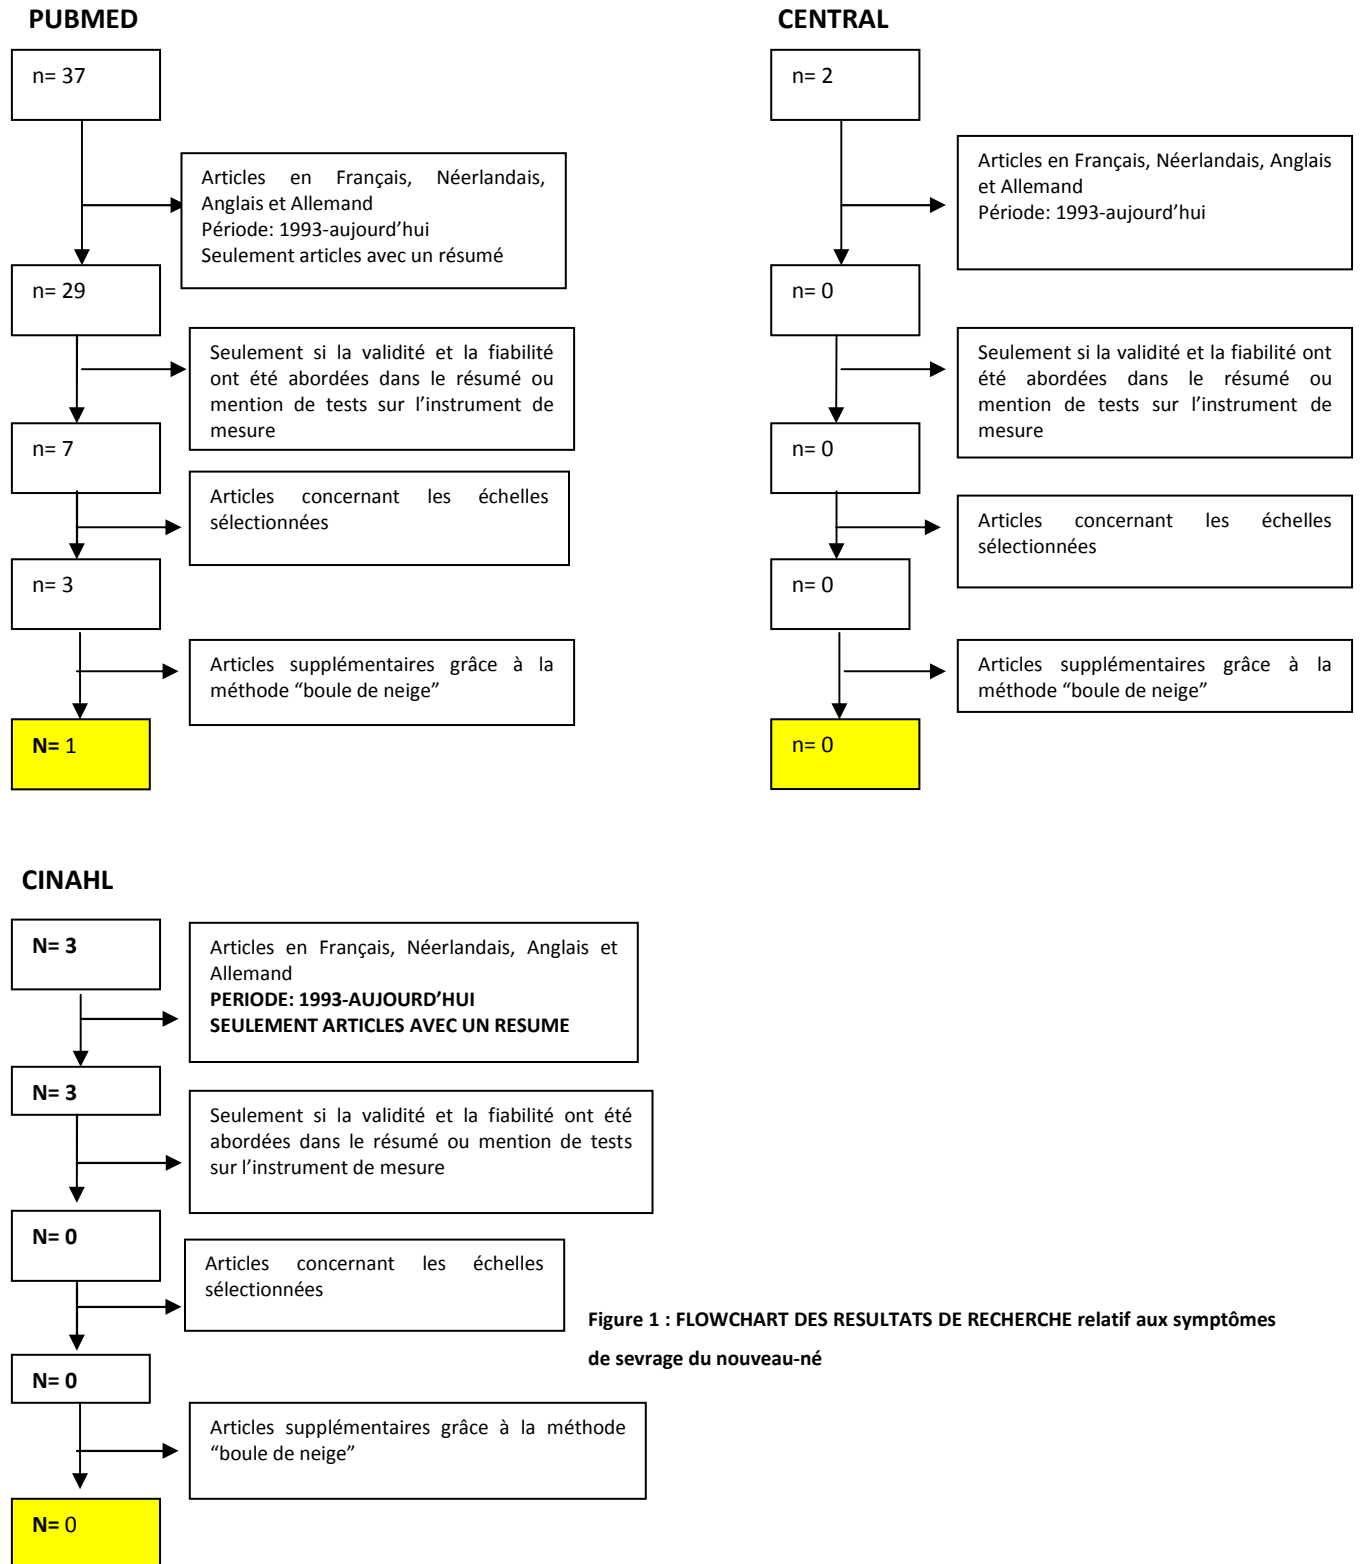 PUBMED
n= 37
Articles en Français, Néerlandais,
Anglais et Allemand
Période: 1993-aujourd’hui
Seulement articles avec un résumé
n= 29
Seulement si la validité et la fiabilité
ont été abordées dans le résumé ou
mention de tests sur l’instrument de
mesure
n= 7
Articles concernant les échelles
sélectionnées
n= 3
Articles supplémentaires grâce à la
méthode “boule de neige”
N= 1
CENTRAL
n= 2
Articles en Français, Néerlandais, Anglais
et Allemand
Période: 1993-aujourd’hui
n= 0
Seulement si la validité et la fiabilité ont
été abordées dans le résumé ou
mention de tests sur l’instrument de
mesure
n= 0
Articles concernant les échelles
sélectionnées
n= 0
Articles supplémentaires grâce à la
méthode “boule de neige”
n= 0
CINAHL
N= 3
Articles en Français, Néerlandais, Anglais et
Allemand
PERIODE: 1993-AUJOURD’HUI
SEULEMENT ARTICLES AVEC UN RESUME
N= 3
Seulement si la validité et la fiabilité ont été
abordées dans le résumé ou mention de tests
sur l’instrument de mesure
N= 0
Articles concernant les échelles
sélectionnées
N= 0
Articles supplémentaires grâce à la méthode
“boule de neige”
N= 0
Figure 1 : FLOWCHART DES RESULTATS DE RECHERCHE relatif aux symptômes
de sevrage du nouveau-né